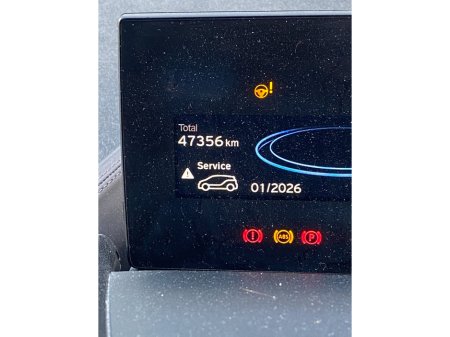 Total
47356 km
Service
01/2026
ABS
P